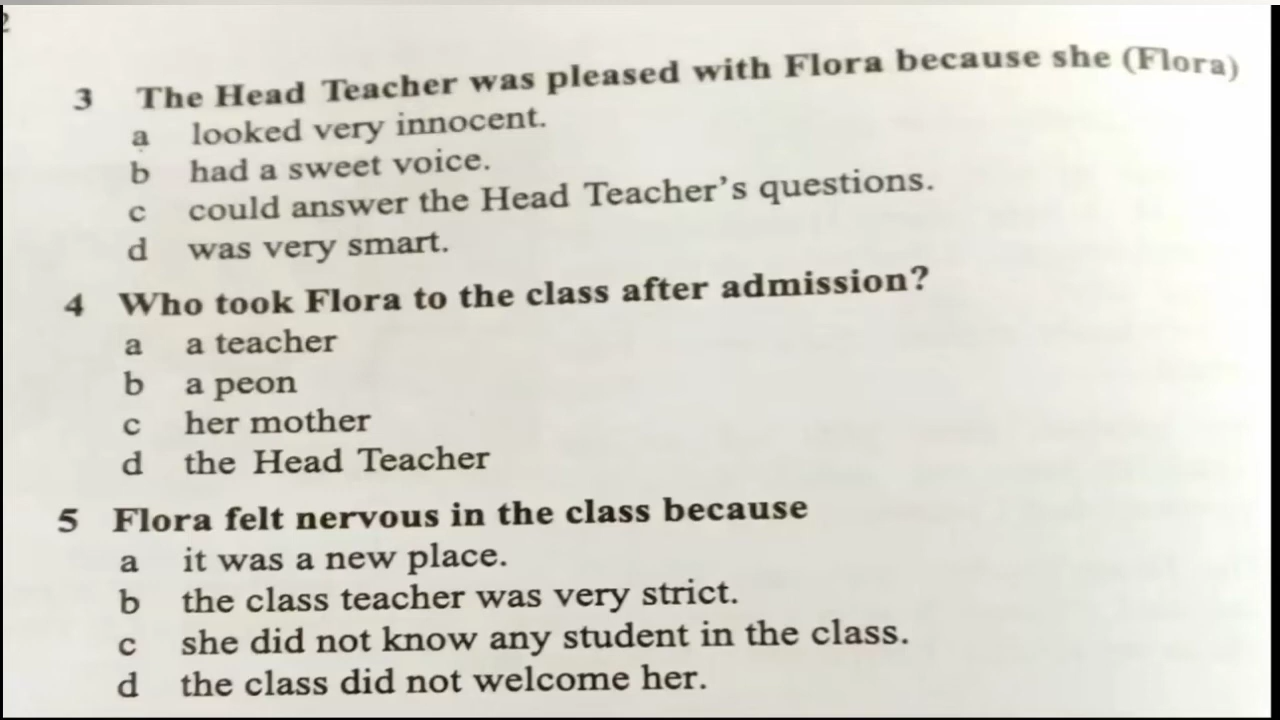 2
3 The Head Teacher was pleased with Flora because she (Flora)
a looked very innocent.
b had a sweet voice.
c could answer the Head Teacher's questions.
d was very smart.
4 Who took Flora to the class after admission?
a a teacher
b a peon
c her mother
d the Head Teacher
5 Flora felt nervous in the class because
a it was a new place.
b the class teacher was very strict.
c she did not know any student in the class.
d the class did not welcome her.